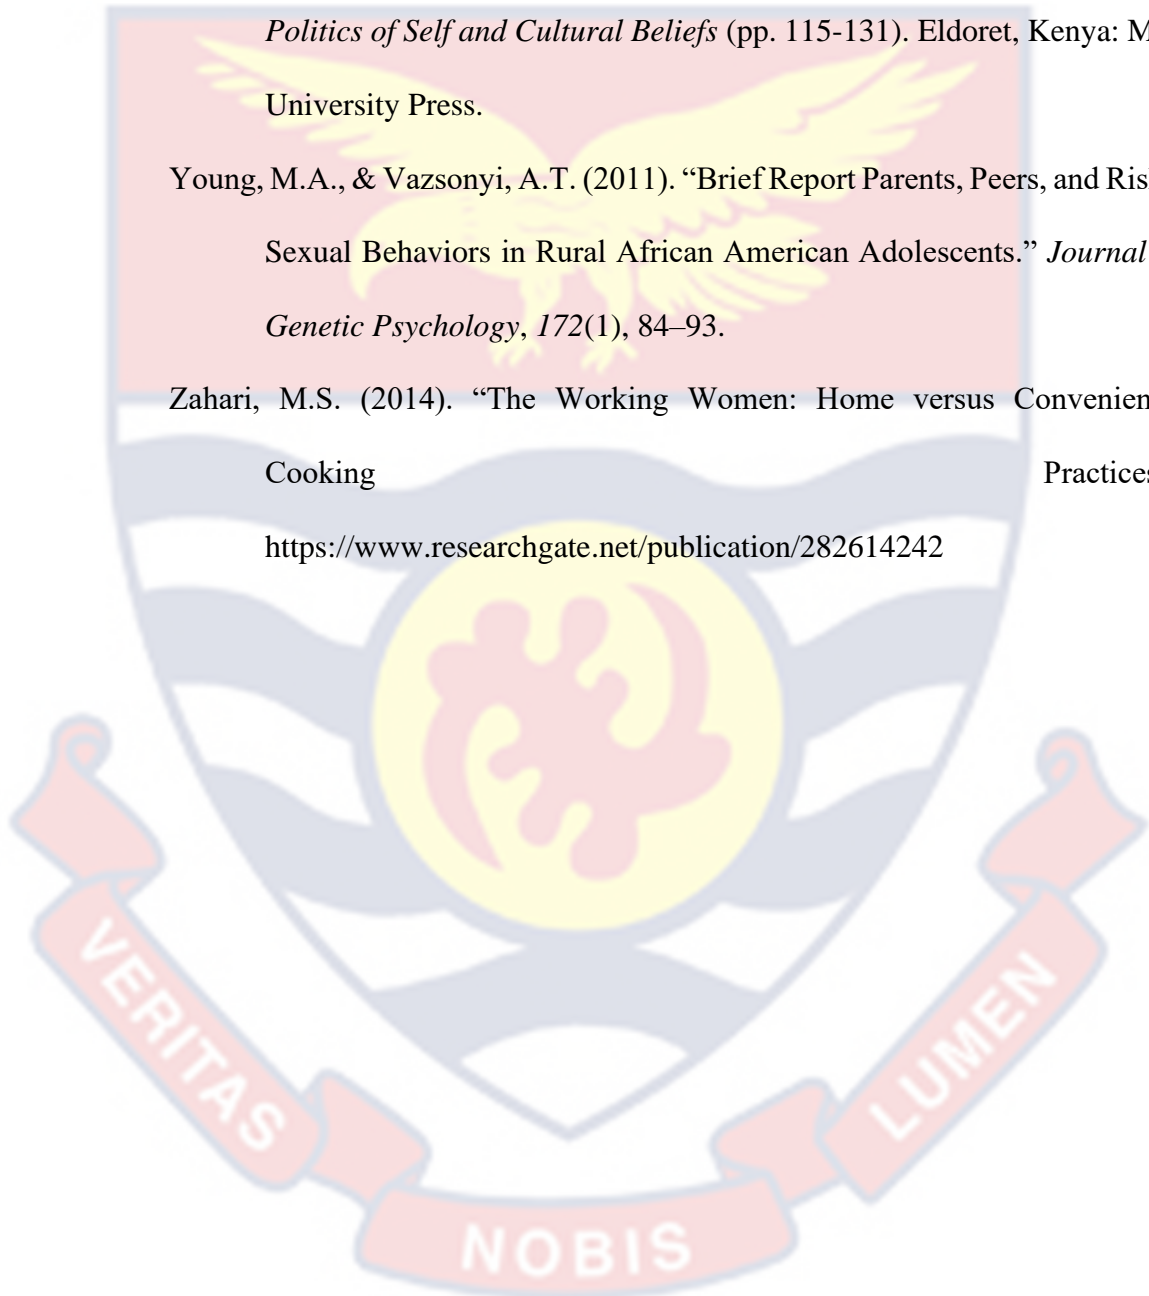 Politics of Self and Cultural Beliefs (pp. 115-131). Eldoret, Kenya: M
University Press.
Young, M.A., & Vazsonyi, A.T. (2011). “Brief Report Parents, Peers, and Ris
Sexual Behaviors in Rural African American Adolescents.” Journal
Genetic Psychology, 172(1), 84–93.
Zahari, M.S. (2014). “The Working Women: Home versus Convenien
Cooking Practices
https://www.researchgate.net/publication/282614242
VERITAS
NOBIS
LUMEN